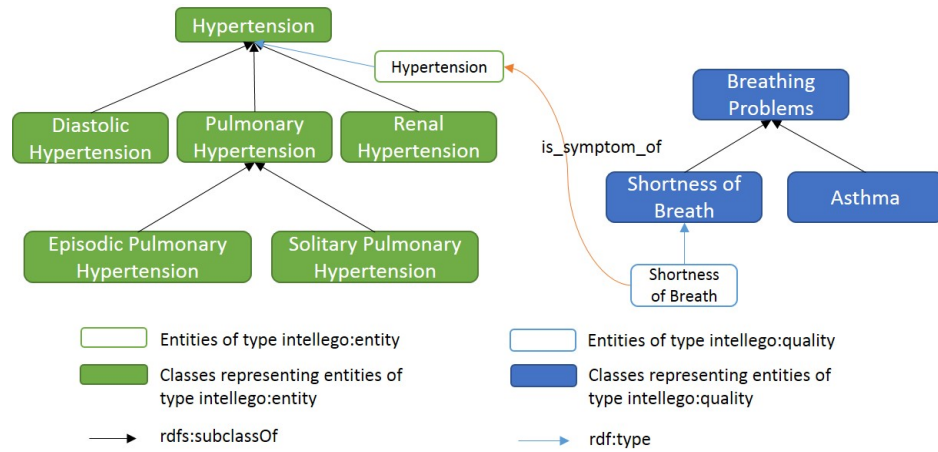 Hypertension
Hypertension
Breathing
Problems
Diastolic
Hypertension
Pulmonary
Hypertension
Renal
Hypertension
is_symptom_of
Shortness of
Breath
Asthma
Episodic Pulmonary
Hypertension
Solitary Pulmonary
Hypertension
Shortness
of Breath
Entities of type intellego:entity
Entities of type intellego:quality
Classes representing entities of
type intellego:entity
Classes representing entities of
type intellego:quality
rdfs:subclassOf
rdf:type